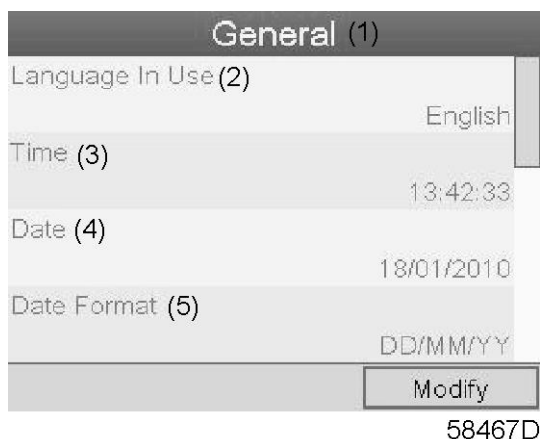 General (1)
Language In Use (2)
English
Time (3)
13:42:33
Date (4)
18/01/2010
Date Format (5)
DD/MM/YY
Modify
58467D